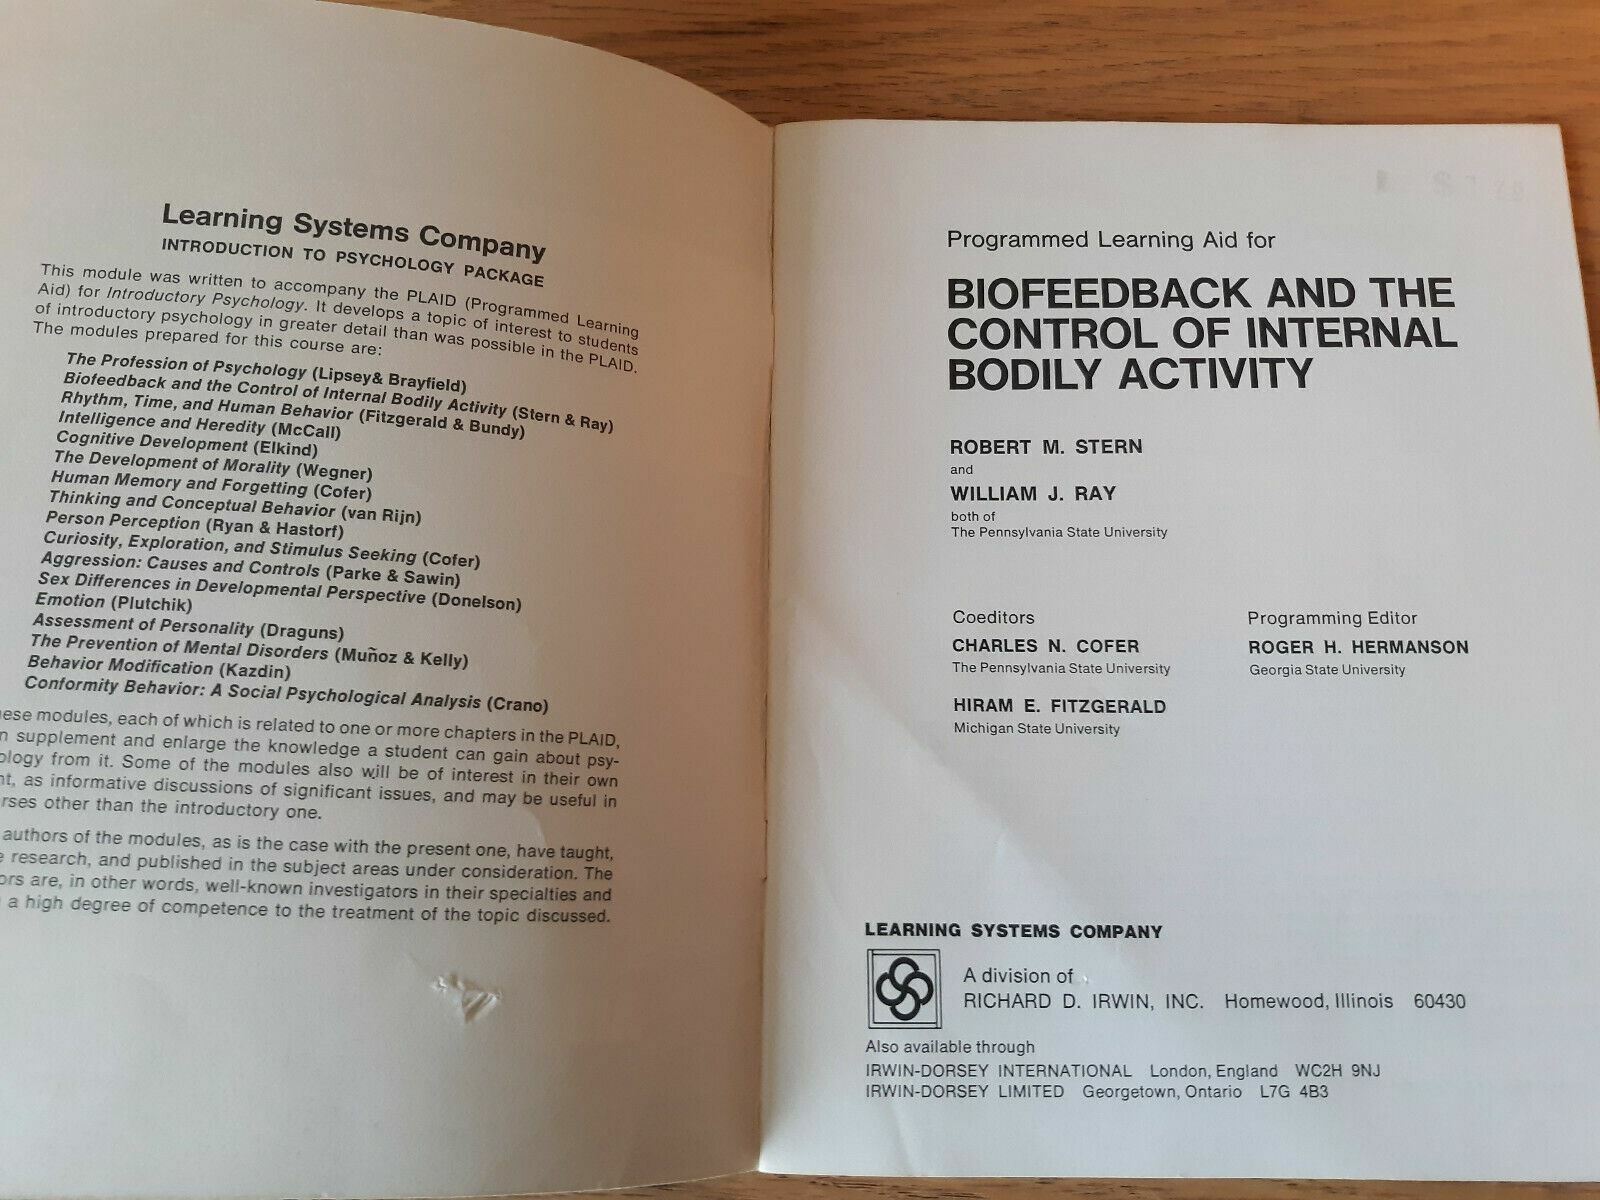 Learning Systems Company
INTRODUCTION TO PSYCHOLOGY PACKAGE
This module was written to accompany the PLAID (Programmed Learning
Aid) for Introductory Psychology. It develops a topic of interest to students
of introductory psychology in greater detail than was possible in the PLAID.
The modules prepared for this course are:
The Profession of Psychology (Lipsey& Brayfield)
Biofeedback and the Control of Internal Bodily Activity (Stern & Ray)
Rhythm, Time, and Human Behavior (Fitzgerald & Bundy)
Intelligence and Heredity (McCall)
Cognitive Development (Elkind)
The Development of Morality (Wegner)
Human Memory and Forgetting (Cofer)
Thinking and Conceptual Behavior (van Rijn)
Person Perception (Ryan & Hastorf)
Curiosity, Exploration, and Stimulus Seeking (Cofer)
Aggression: Causes and Controls (Parke & Sawin)
Sex Differences in Developmental Perspective (Donelson)
Emotion (Plutchik)
Assessment of Personality (Draguns)
The Prevention of Mental Disorders (Muñoz & Kelly)
Behavior Modification (Kazdin)
Conformity Behavior: A Social Psychological Analysis (Crano)
ese modules, each of which is related to one or more chapters in the PLAID,
n supplement and enlarge the knowledge a student can gain about psy-
ology from it. Some of the modules also will be of interest in their own
ht, as informative discussions of significant issues, and may be useful in
rses other than the introductory one.
authors of the modules, as is the case with the present one, have taught,
e research, and published in the subject areas under consideration. The
ors are, in other words, well-known investigators in their specialties and
a high degree of competence to the treatment of the topic discussed.
Programmed Learning Aid for
BIOFEEDBACK AND THE
CONTROL OF INTERNAL
BODILY ACTIVITY
ROBERT M. STERN
and
WILLIAM J. RAY
both of
The Pennsylvania State University
Coeditors
CHARLES N. COFER
The Pennsylvania State University
HIRAM E. FITZGERALD
Michigan State University
Programming Editor
ROGER H. HERMANSON
Georgia State University
LEARNING SYSTEMS COMPANY
A division of
RICHARD D. IRWIN, INC. Homewood, Illinois 60430
Also available through
IRWIN-DORSEY INTERNATIONAL London, England WC2H 9NJ
IRWIN-DORSEY LIMITED Georgetown, Ontario L7G 4B3